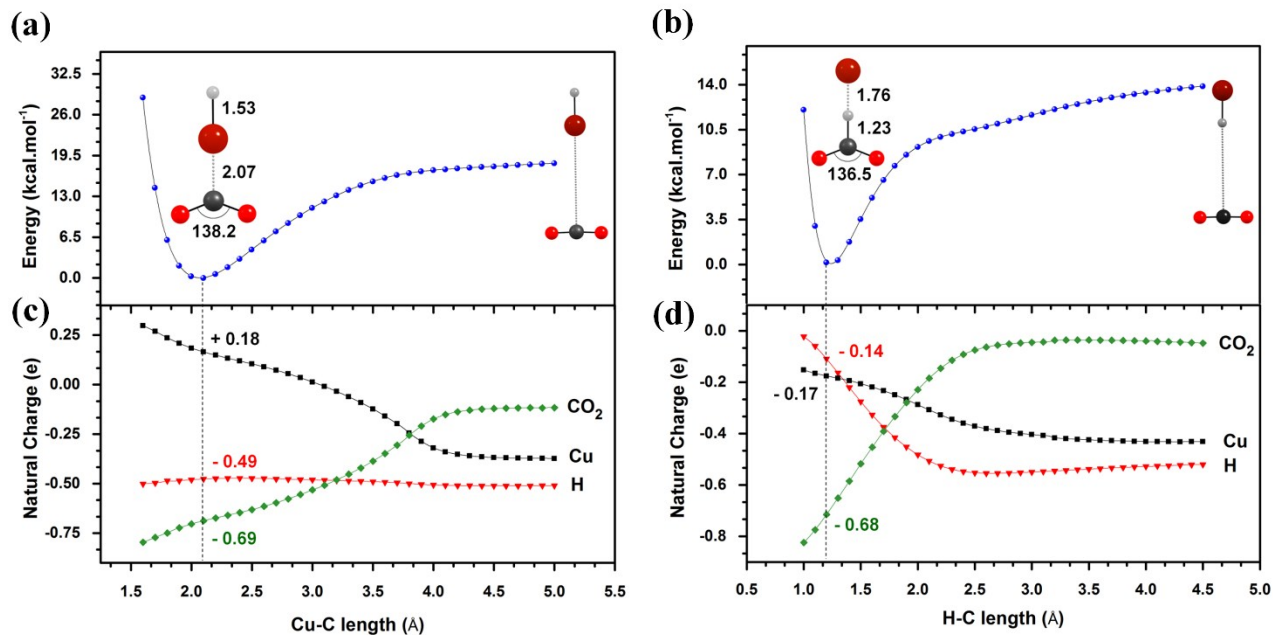 (a)
Energy (kcal.mol⁻¹)
32.5
26.0
19.5
13.0
6.5
0.0
1.53
2.07
138.2
(b)
Energy (kcal.mol⁻¹)
14.0
10.5
7.0
3.5
0.0
1.76
1.23
136.5
(c)
Natural Charge (e)
0.25
0.00
-0.25
-0.50
-0.75
+ 0.18
- 0.49
- 0.69
CO₂
Cu
H
1.5 2.0 2.5 3.0 3.5 4.0 4.5 5.0 5.5
Cu-C length (Å)
(d)
Natural Charge (e)
0.0
-0.2
-0.4
-0.6
-0.8
- 0.14
- 0.17
- 0.68
CO₂
Cu
H
0.5 1.0 1.5 2.0 2.5 3.0 3.5 4.0 4.5 5.0
H-C length (Å)